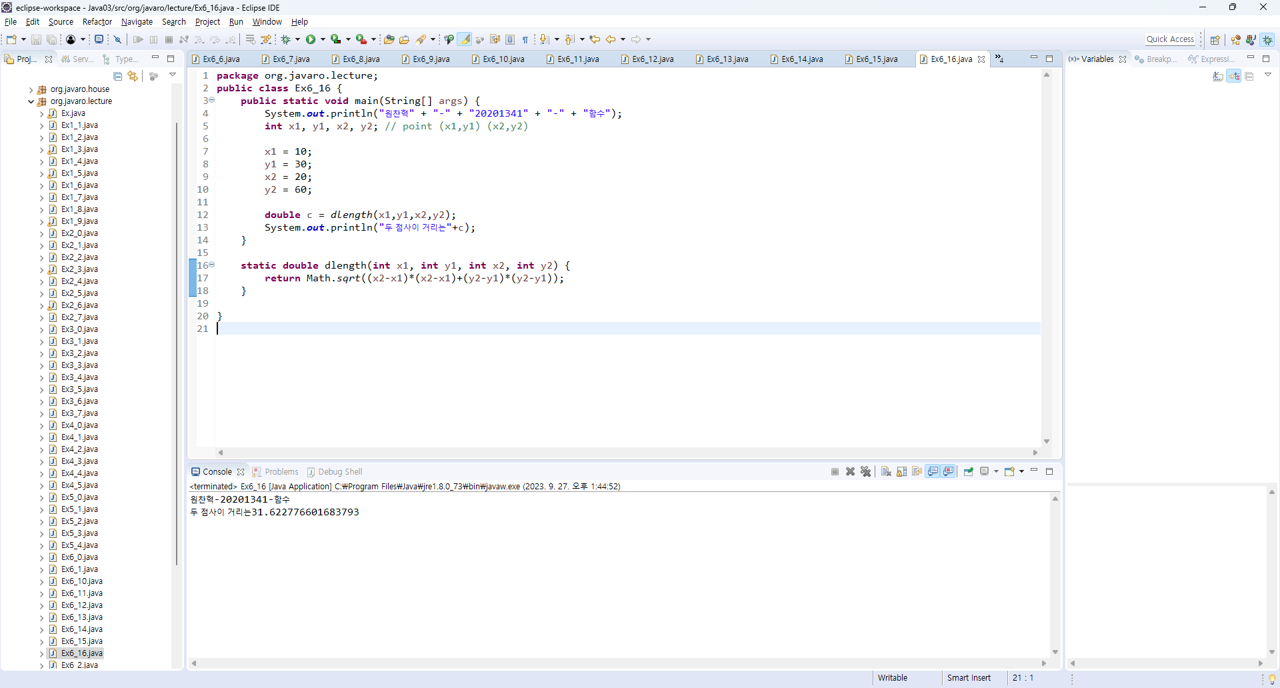 eclipse-workspace - Java03/src/org/javaro/lecture/Ex6_16.java - Eclipse IDE
File Edit Source Refactor Navigate Search Project Run Window Help
Quick Access
Proj... Serv... Type...
Ex6_6.java Ex6_7.java Ex6_8.java Ex6_9.java Ex6_10.java Ex6_11.java Ex6_12.java Ex6_13.java Ex6_14.java Ex6_15.java Ex6_16.java 4
Variables Breakp... Expressi...
org.javaro.house
org.javaro.lecture
Ex.java
Ex1_1.java
Ex1_2.java
Ex1_3.java
Ex1_4.java
Ex1_5.java
Ex1_6.java
Ex1_7.java
Ex1_8.java
Ex1_9.java
Ex2_0.java
Ex2_1.java
Ex2_2.java
Ex2_3.java
Ex2_4.java
Ex2_5.java
Ex2_6.java
Ex2_7.java
Ex3_0.java
Ex3_1.java
Ex3_2.java
Ex3_3.java
Ex3_4.java
Ex3_5.java
Ex3_6.java
Ex3_7.java
Ex4_0.java
Ex4_1.java
Ex4_2.java
Ex4_3.java
Ex4_4.java
Ex4_5.java
Ex5_0.java
Ex5_1.java
Ex5_2.java
Ex5_3.java
Ex5_4.java
Ex6_0.java
Ex6_1.java
Ex6_10.java
Ex6_11.java
Ex6_12.java
Ex6_13.java
Ex6_14.java
Ex6_15.java
Ex6_16.java
Ex6_2.java
1 package org.javaro.lecture;
2 public class Ex6_16 {
3 public static void main(String[] args) {
4 System.out.println("원찬혁" + "-" + "20201341" + "-" + "함수");
5 int x1, y1, x2, y2; // point (x1,y1) (x2,y2)
6
7 x1 = 10;
8 y1 = 30;
9 x2 = 20;
10 y2 = 60;
11
12 double c = dlength(x1,y1,x2,y2);
13 System.out.println("두 점사이 거리는"+c);
14 }
15
16 static double dlength(int x1, int y1, int x2, int y2) {
17 return Math.sqrt((x2-x1)*(x2-x1)+(y2-y1)*(y2-y1));
18 }
19
20 }
21
Console Problems Debug Shell
<terminated> Ex6_16 [Java Application] C:₩Program Files₩Java₩jre1.8.0_73₩bin₩javaw.exe (2023. 9. 27. 오후 1:44:52)
원찬혁-20201341-함수
두 점사이 거리는31.622776601683793
Writable Smart Insert 21 : 1